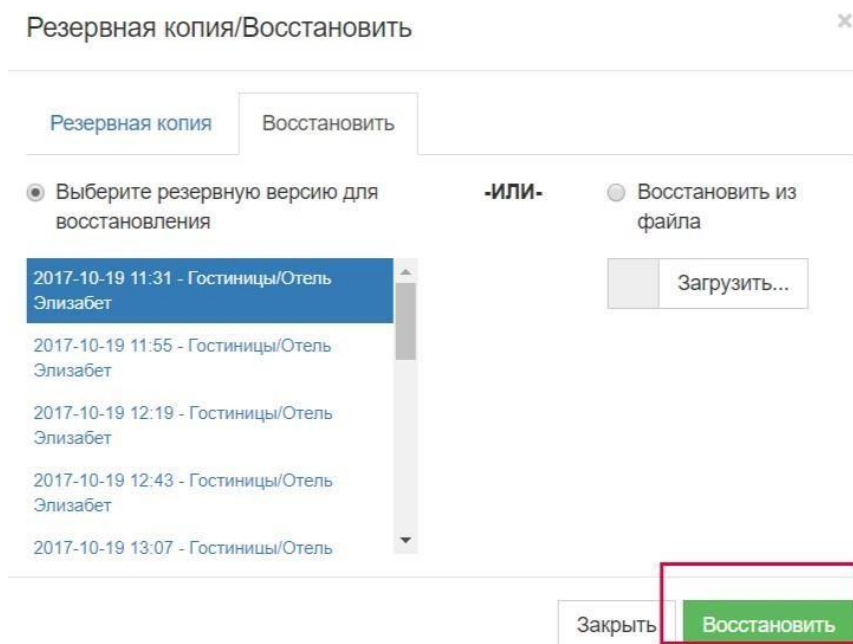 Резервная копия/Восстановить
×
Резервная копия
Восстановить
Выберите резервную версию для
восстановления
-ИЛИ-
Восстановить из
файла
2017-10-19 11:31 - Гостиницы/Отель
Элизабет
2017-10-19 11:55 - Гостиницы/Отель
Элизабет
2017-10-19 12:19 - Гостиницы/Отель
Элизабет
2017-10-19 12:43 - Гостиницы/Отель
Элизабет
2017-10-19 13:07 - Гостиницы/Отель
Загрузить...
Закрыть
Восстановить